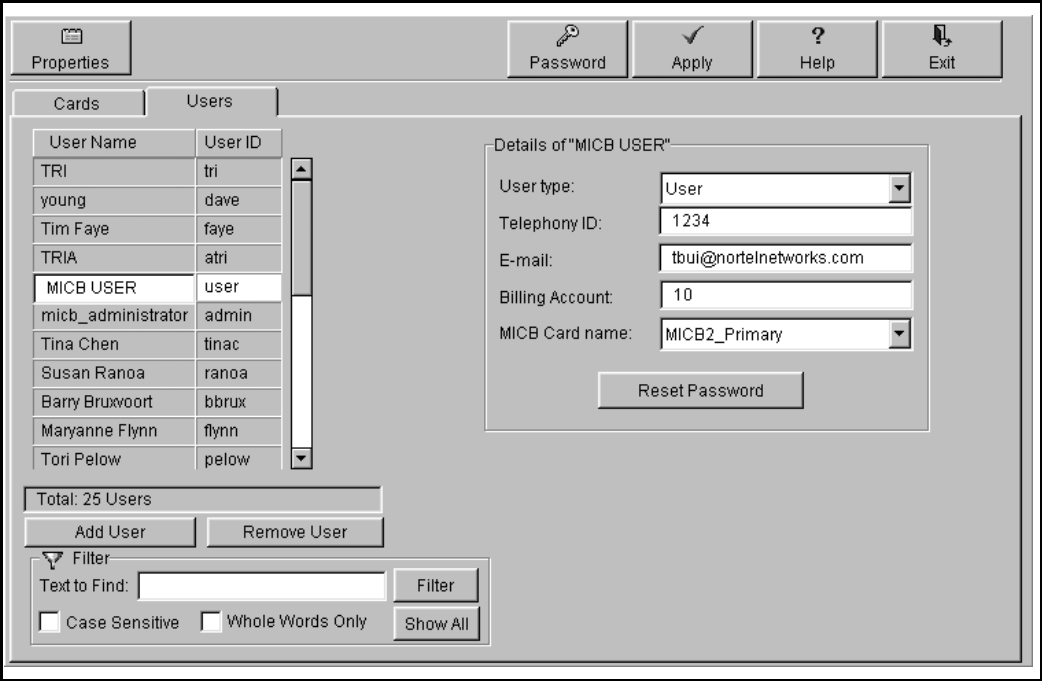 Properties Password Apply ? Help Exit
Cards Users
User Name User ID
TRI tri
young dave
Tim Faye faye
TRIA atri
MICB USER user
micb_administrator admin
Tina Chen tinac
Susan Ranoa ranoa
Barry Bruxvoort bbrux
Maryanne Flynn flynn
Tori Pelow pelow
Total: 25 Users
Add User Remove User
Filter
Text to Find: Filter
Case Sensitive Whole Words Only Show All
Details of "MICB USER"
User type: User
Telephony ID: 1234
E-mail: tbui@nortelnetworks.com
Billing Account: 10
MICB Card name: MICB2_Primary
Reset Password